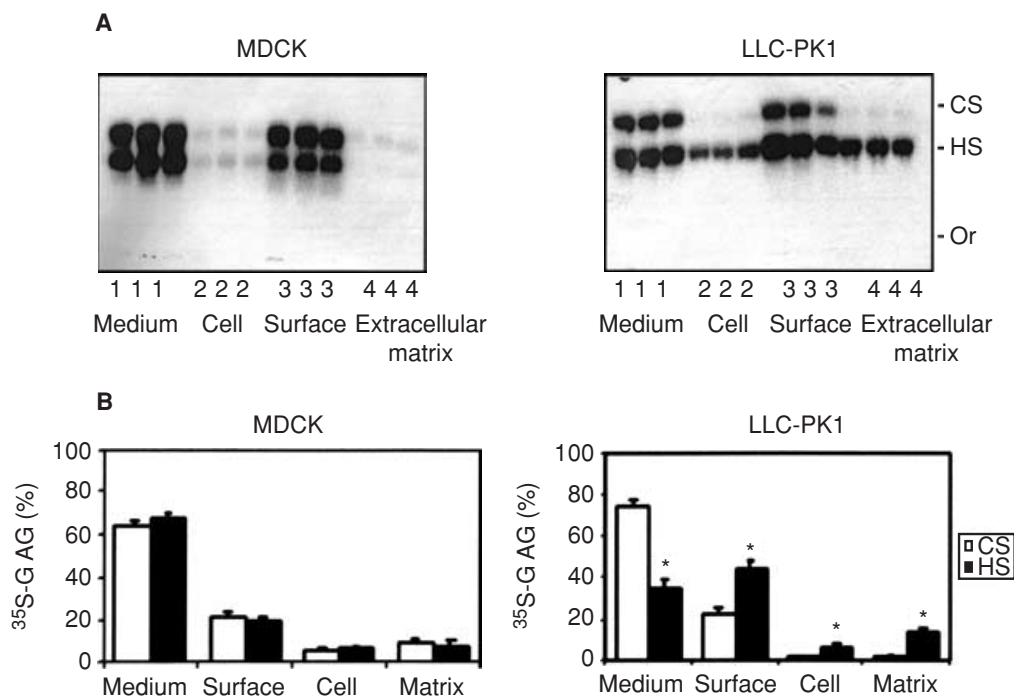 A
MDCK
LLC-PK1
- CS
- HS
- Or
1 1 1 2 2 2 3 3 3 4 4 4
Medium Cell Surface Extracellular matrix
1 1 1 2 2 2 3 3 3 4 4 4
Medium Cell Surface Extracellular matrix
B
MDCK
35S-G AG (%)
100
80
60
40
20
0
Medium Surface Cell Matrix
LLC-PK1
35S-G AG (%)
100
80
60
40
20
0
* * * *
Medium Surface Cell Matrix
CS
HS